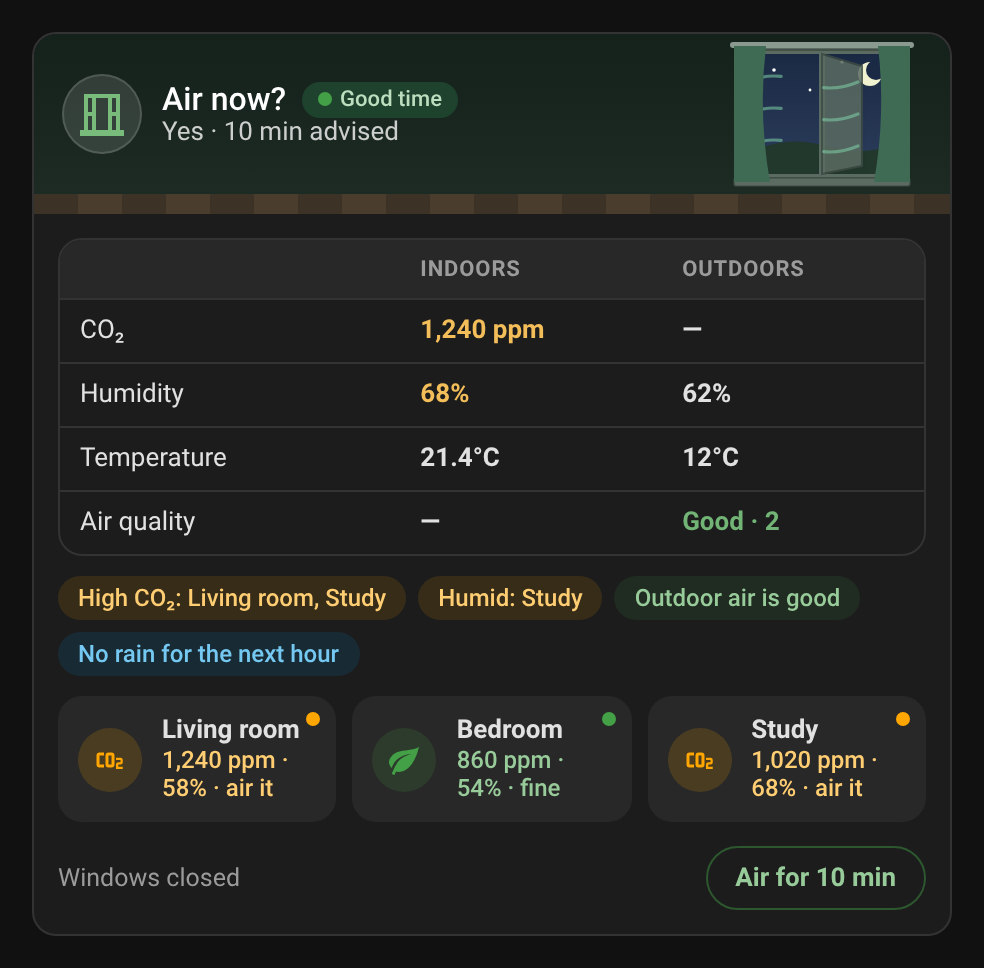 Air now? Good time
Yes · 10 min advised
INDOORS OUTDOORS
CO₂ 1,240 ppm —
Humidity 68% 62%
Temperature 21.4°C 12°C
Air quality — Good · 2
High CO₂: Living room, Study Humid: Study Outdoor air is good
No rain for the next hour
CO₂ Living room
1,240 ppm ·
58% · air it
Bedroom
860 ppm ·
54% · fine
CO₂ Study
1,020 ppm ·
68% · air it
Windows closed Air for 10 min